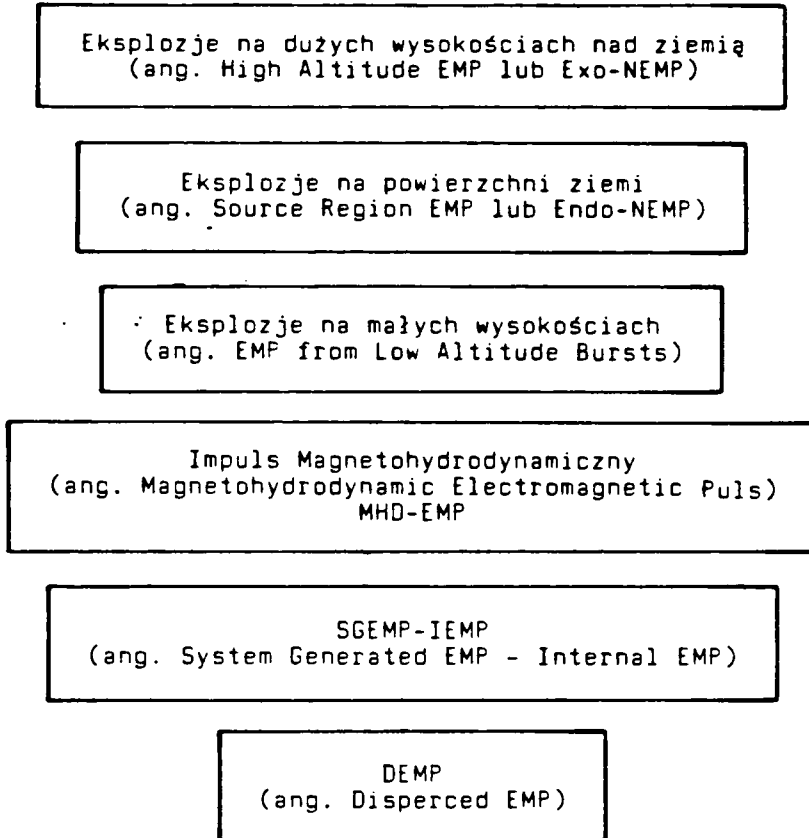 Eksplozje na dużych wysokościach nad ziemią
(ang. High Altitude EMP lub Exo-NEMP)
Eksplozje na powierzchni ziemi
(ang. Source Region EMP lub Endo-NEMP)
Eksplozje na małych wysokościach
(ang. EMP from Low Altitude Bursts)
Impuls Magnetohydrodynamiczny
(ang. Magnetohydrodynamic Electromagnetic Puls)
MHD-EMP
SGEMP-IEMP
(ang. System Generated EMP - Internal EMP)
DEMP
(ang. Disperced EMP)